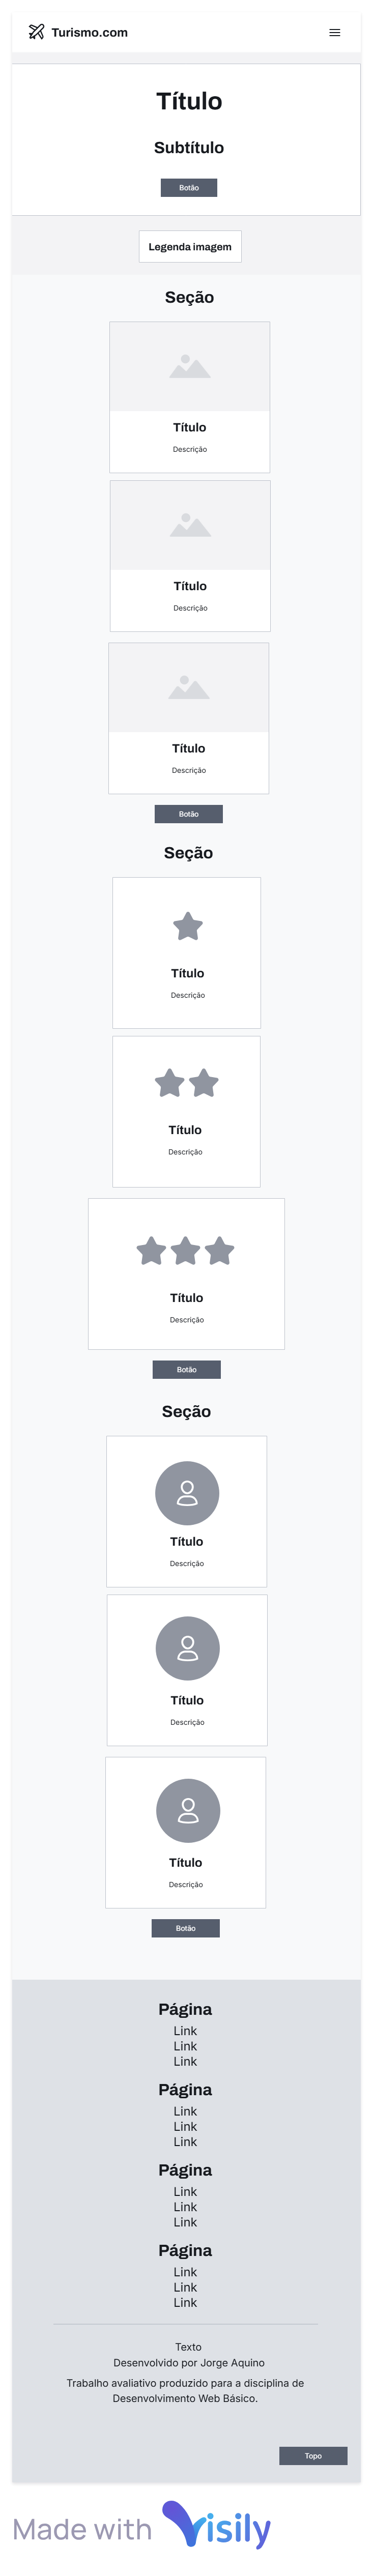 Turismo.com
Título
Subtítulo
Botão
Legenda imagem
Seção
Título
Descrição
Título
Descrição
Título
Descrição
Botão
Seção
Título
Descrição
Título
Descrição
Título
Descrição
Botão
Seção
Título
Descrição
Título
Descrição
Título
Descrição
Botão
Página
Link
Link
Link
Página
Link
Link
Link
Página
Link
Link
Link
Página
Link
Link
Link
Texto
Desenvolvido por Jorge Aquino
Trabalho avaliativo produzido para a disciplina de
Desenvolvimento Web Básico.
Topo
Made with Visily